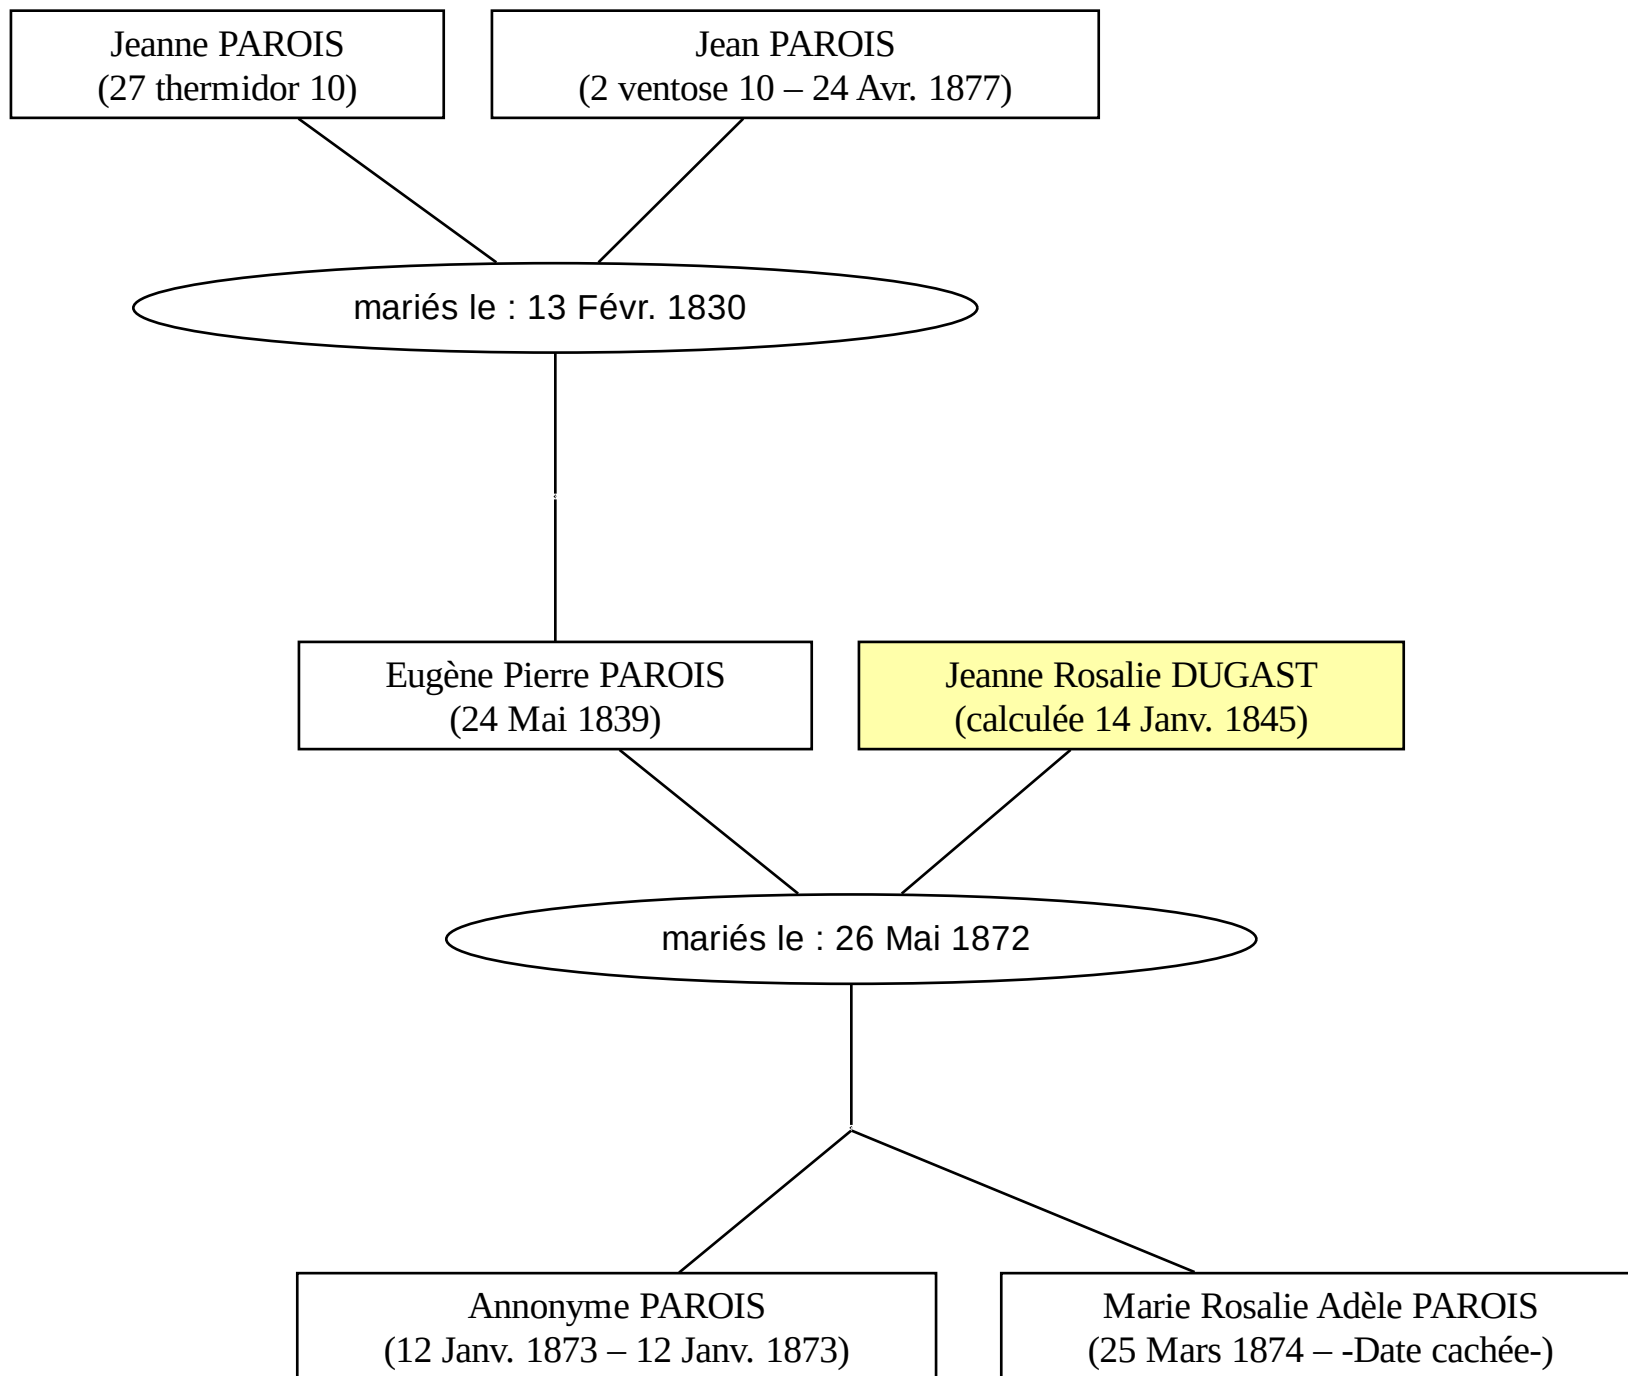 Jeanne PAROIS
(27 thermidor 10)
Jean PAROIS
(2 ventose 10 – 24 Avr. 1877)
mariés le : 13 Févr. 1830
Eugène Pierre PAROIS
(24 Mai 1839)
Jeanne Rosalie DUGAST
(calculée 14 Janv. 1845)
mariés le : 26 Mai 1872
Annonyme PAROIS
(12 Janv. 1873 – 12 Janv. 1873)
Marie Rosalie Adèle PAROIS
(25 Mars 1874 – -Date cachée-)